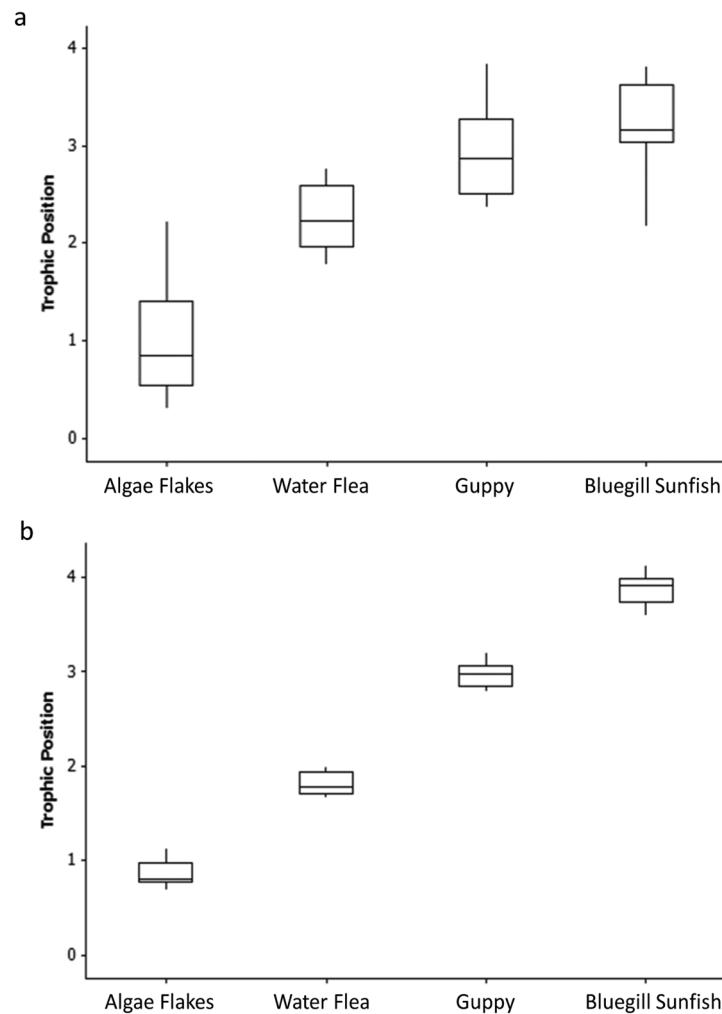 a
4
3
2
1
0
Trophic Position
Algae Flakes Water Flea Guppy Bluegill Sunfish
b
4
3
2
1
0
Trophic Position
Algae Flakes Water Flea Guppy Bluegill Sunfish